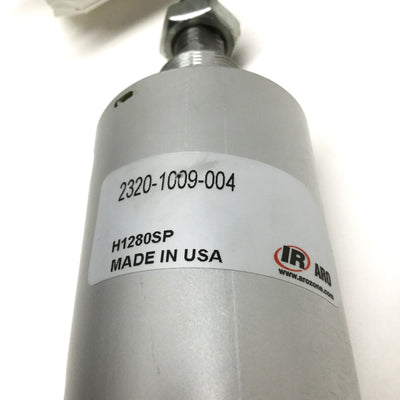 2320-1009-004
H1280SP
MADE IN USA
IR ARO
www.arozone.com